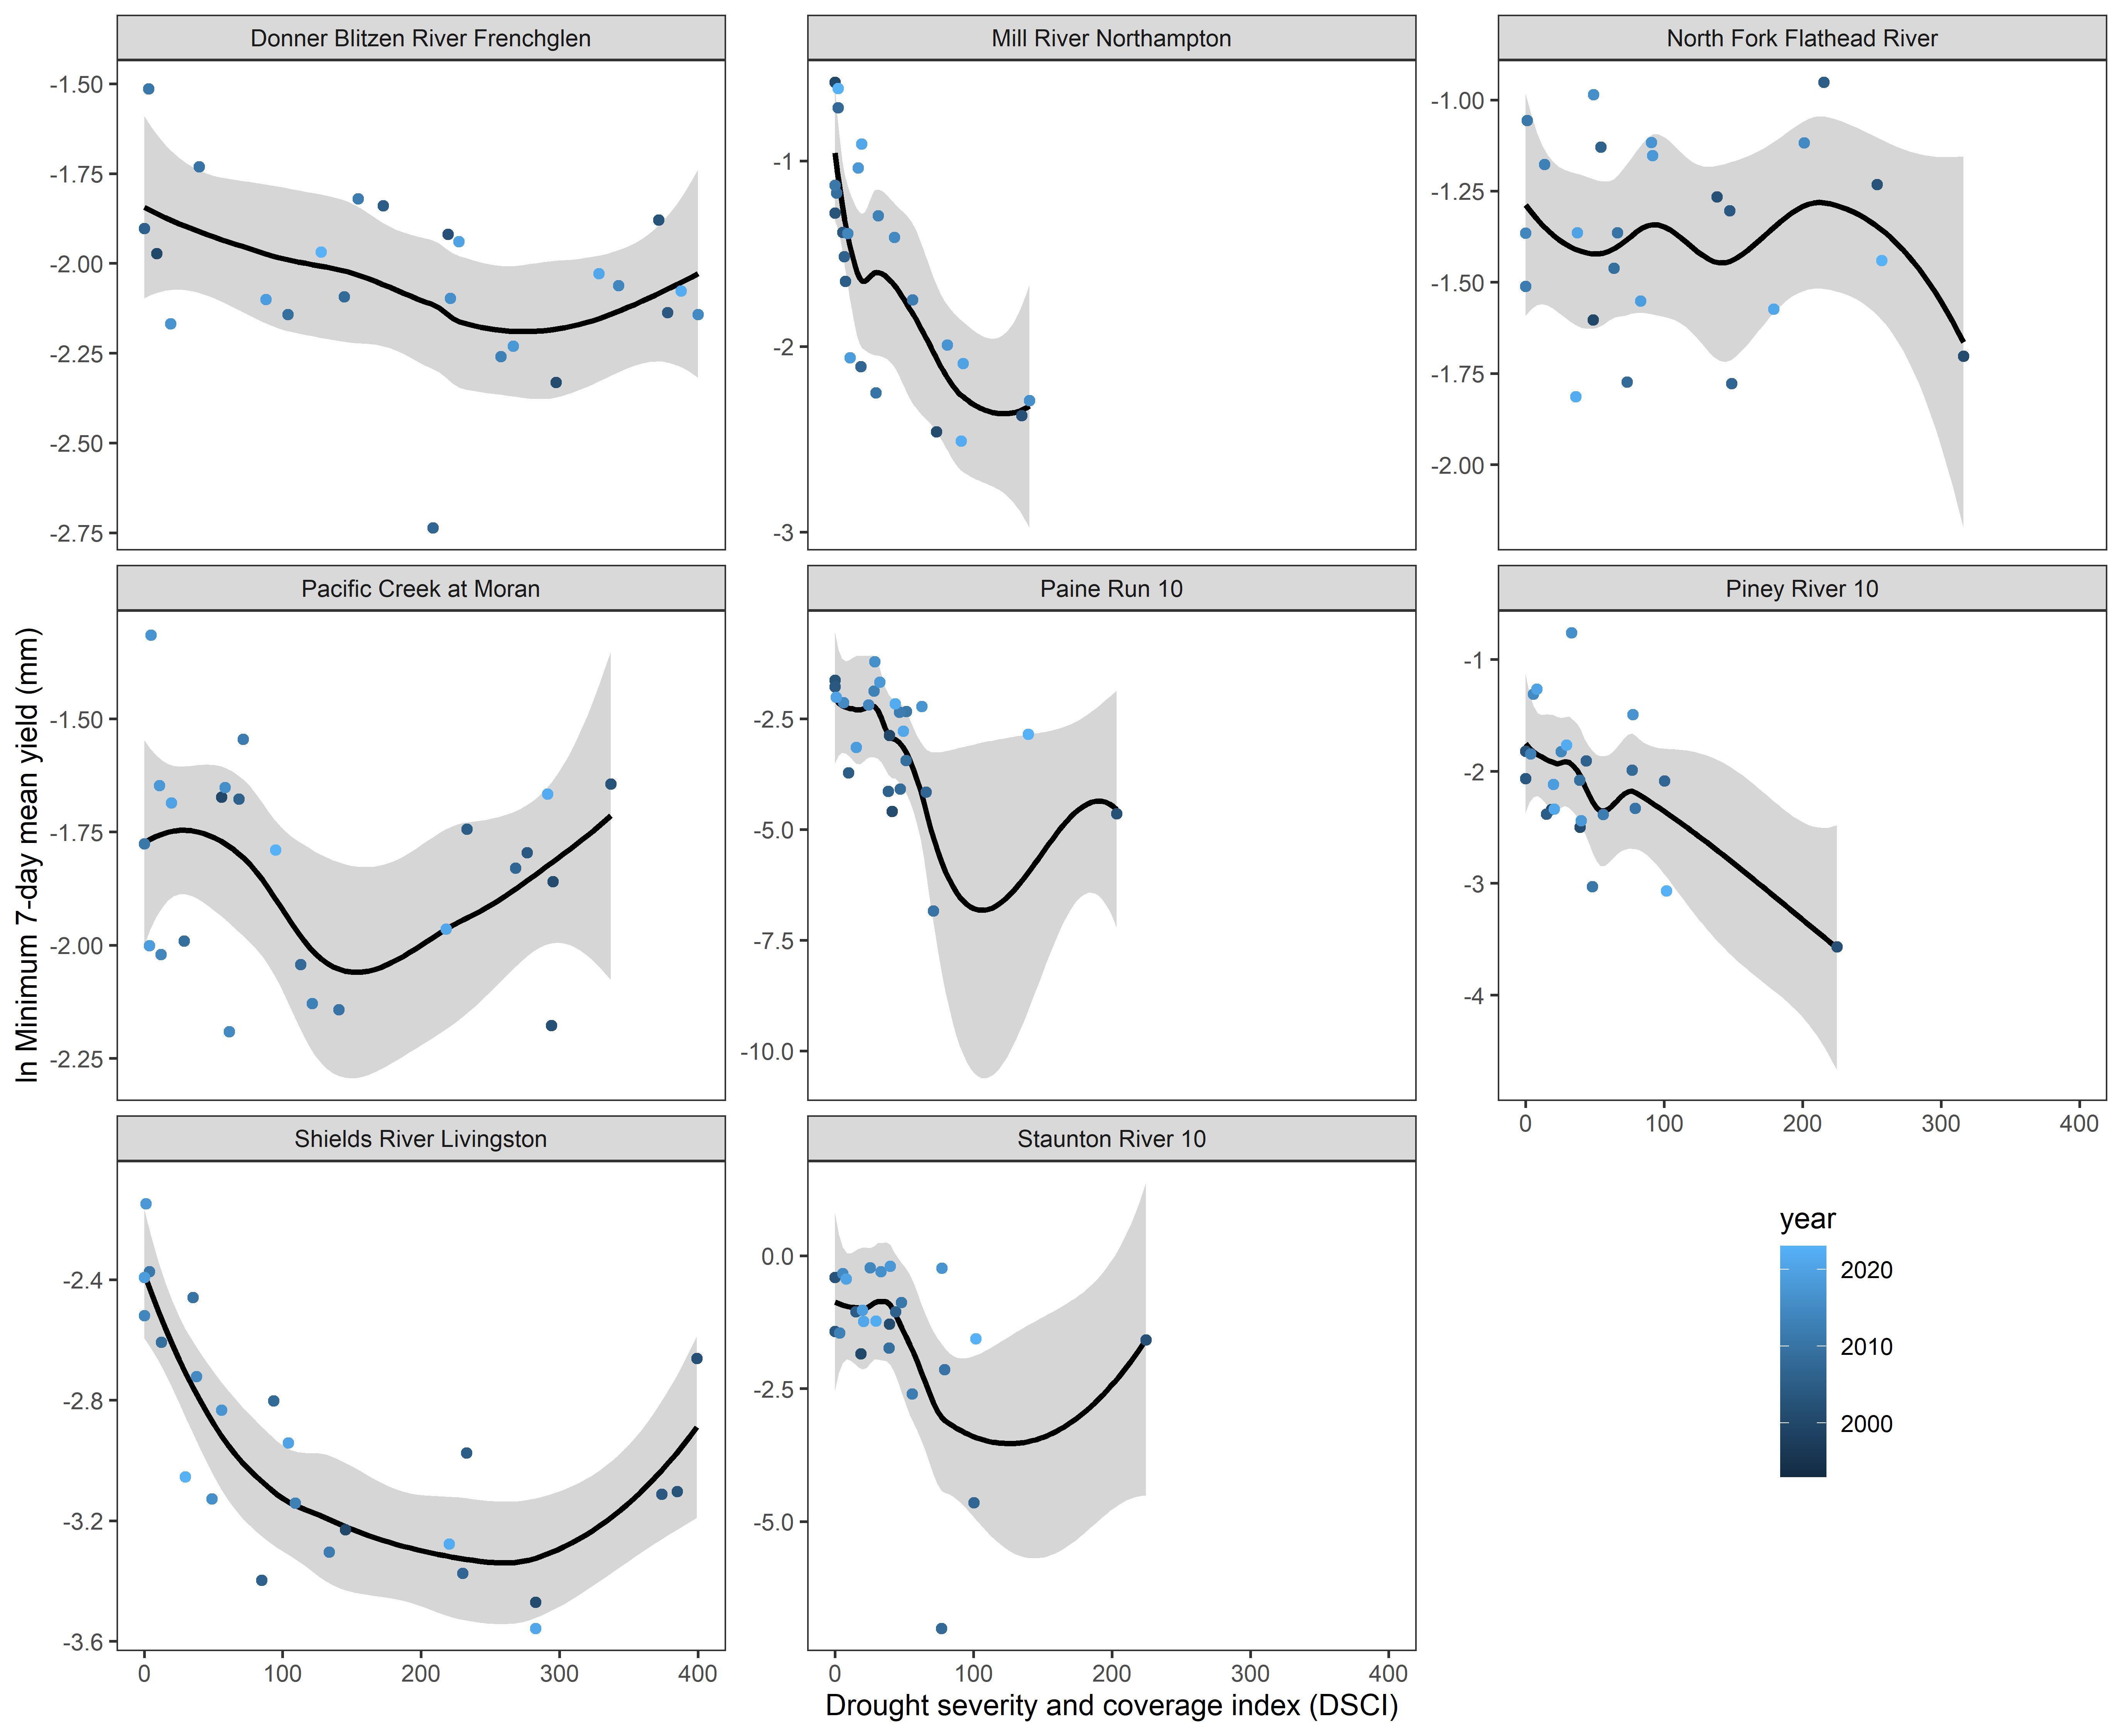 Donner Blitzen River Frenchglen
Mill River Northampton
North Fork Flathead River
-1.50
-1.75
-2.00
-2.25
-2.50
-2.75
-1
-2
-3
-1.00
-1.25
-1.50
-1.75
-2.00
Pacific Creek at Moran
Paine Run 10
Piney River 10
-1.50
-1.75
-2.00
-2.25
-2.5
-5.0
-7.5
-10.0
-1
-2
-3
-4
0 100 200 300 400
ln Minimum 7-day mean yield (mm)
Shields River Livingston
Staunton River 10
-2.4
-2.8
-3.2
-3.6
0.0
-2.5
-5.0
year
2020
2010
2000
0 100 200 300 400
0 100 200 300 400
Drought severity and coverage index (DSCI)